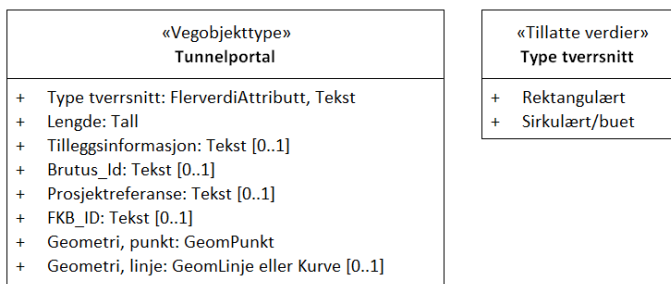 «Vegobjekttype»
Tunnelportal
+ Type tverrsnitt: FlerverdiAttributt, Tekst
+ Lengde: Tall
+ Tilleggsinformasjon: Tekst [0..1]
+ Brutus_Id: Tekst [0..1]
+ Prosjektreferanse: Tekst [0..1]
+ FKB_ID: Tekst [0..1]
+ Geometri, punkt: GeomPunkt
+ Geometri, linje: GeomLinje eller Kurve [0..1]
«Tillatte verdier»
Type tverrsnitt
+ Rektangulært
+ Sirkulært/buet